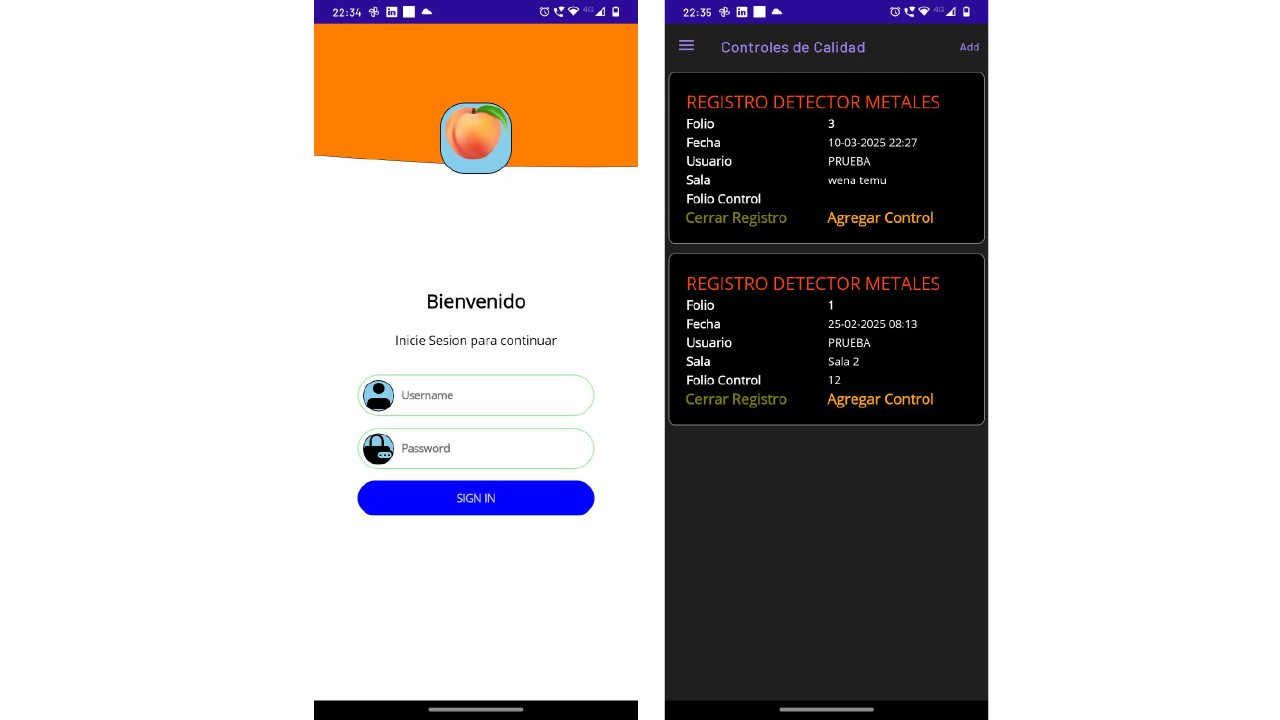 22:34
4G
Bienvenido
Inicie Sesion para continuar
Username
Password
SIGN IN
22:35
4G
Controles de Calidad Add
REGISTRO DETECTOR METALES
Folio 3
Fecha 10-03-2025 22:27
Usuario PRUEBA
Sala wena temu
Folio Control
Cerrar Registro Agregar Control
REGISTRO DETECTOR METALES
Folio 1
Fecha 25-02-2025 08:13
Usuario PRUEBA
Sala Sala 2
Folio Control 12
Cerrar Registro Agregar Control